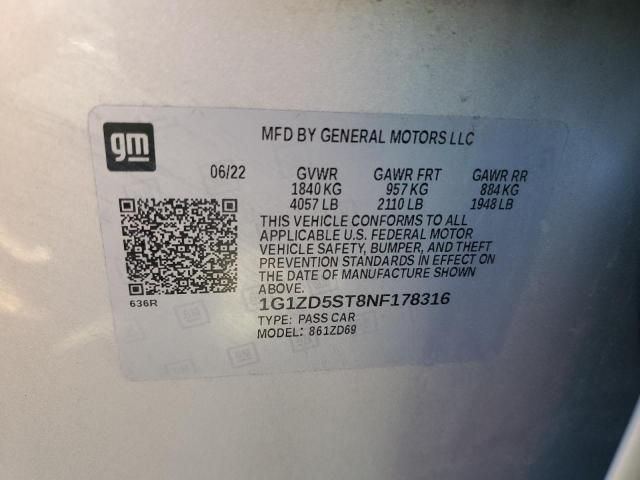 gm
MFD BY GENERAL MOTORS LLC
06/22 GVWR GAWR FRT GAWR RR
1840 KG 957 KG 884 KG
4057 LB 2110 LB 1948 LB
THIS VEHICLE CONFORMS TO ALL
APPLICABLE U.S. FEDERAL MOTOR
VEHICLE SAFETY, BUMPER, AND THEFT
PREVENTION STANDARDS IN EFFECT ON
THE DATE OF MANUFACTURE SHOWN
ABOVE.
636R
1G1ZD5ST8NF178316
TYPE: PASS CAR
MODEL: 861ZD69